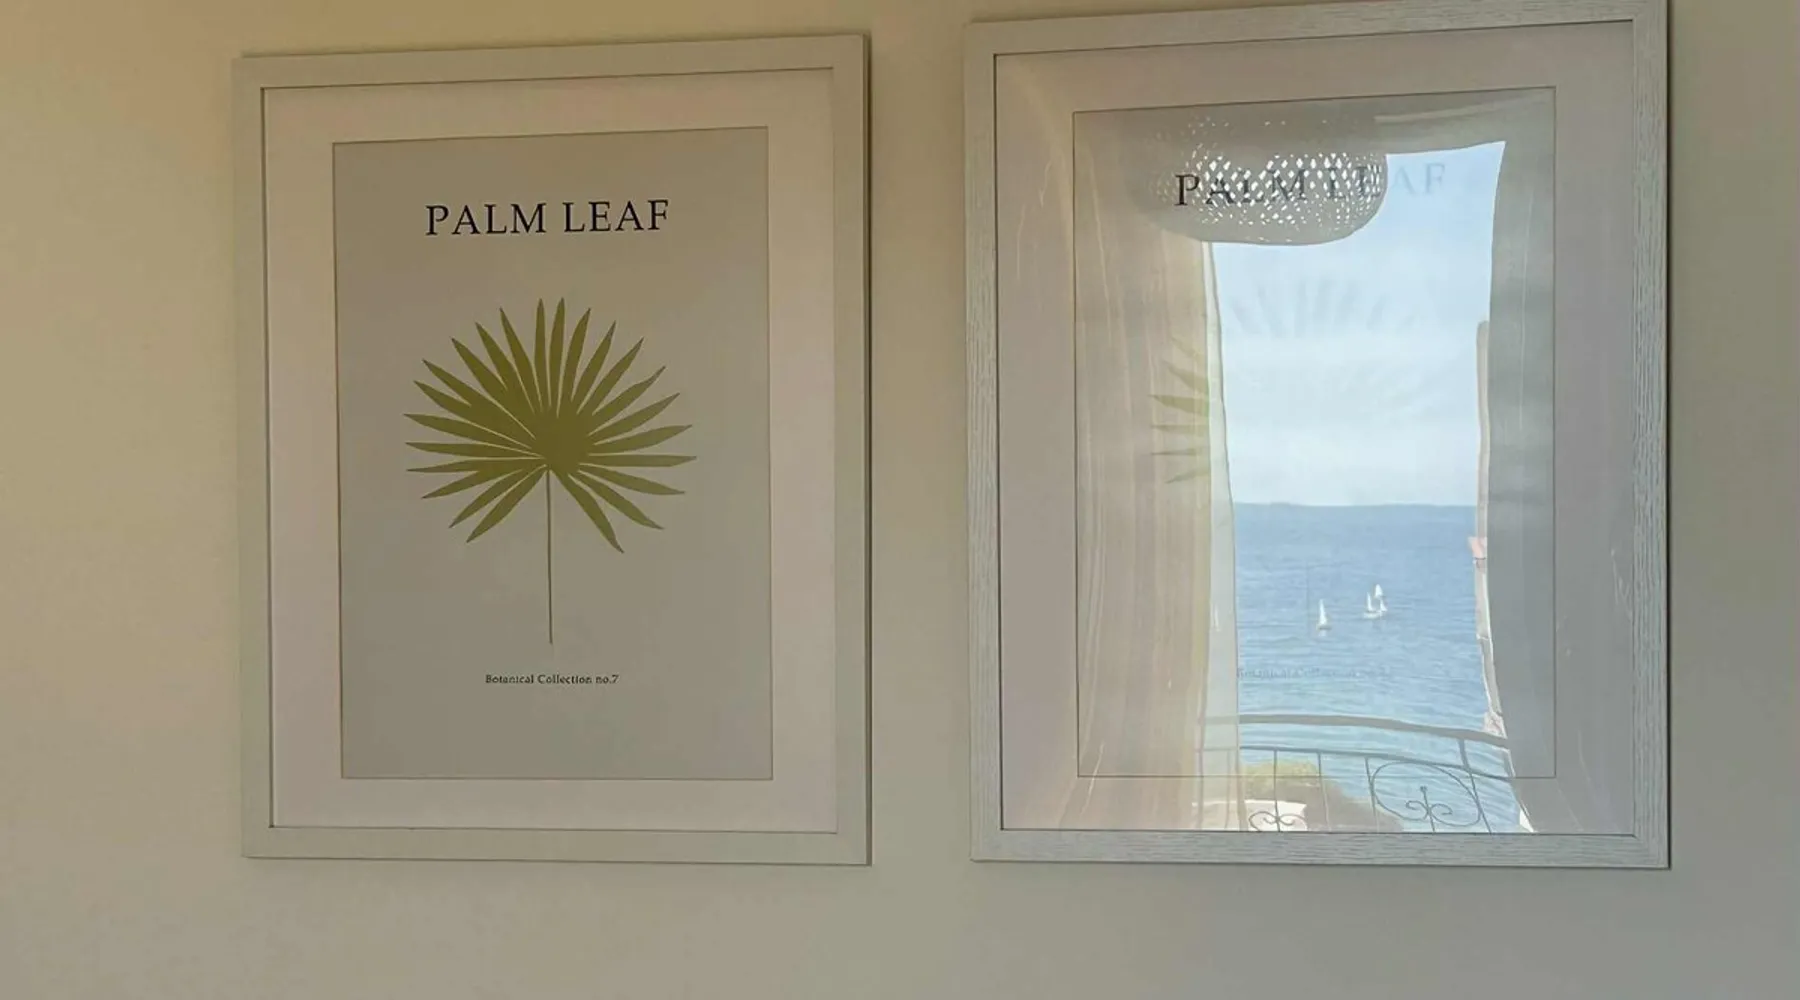 PALM LEAF
Botanical Collection no.7
PALM LEAF